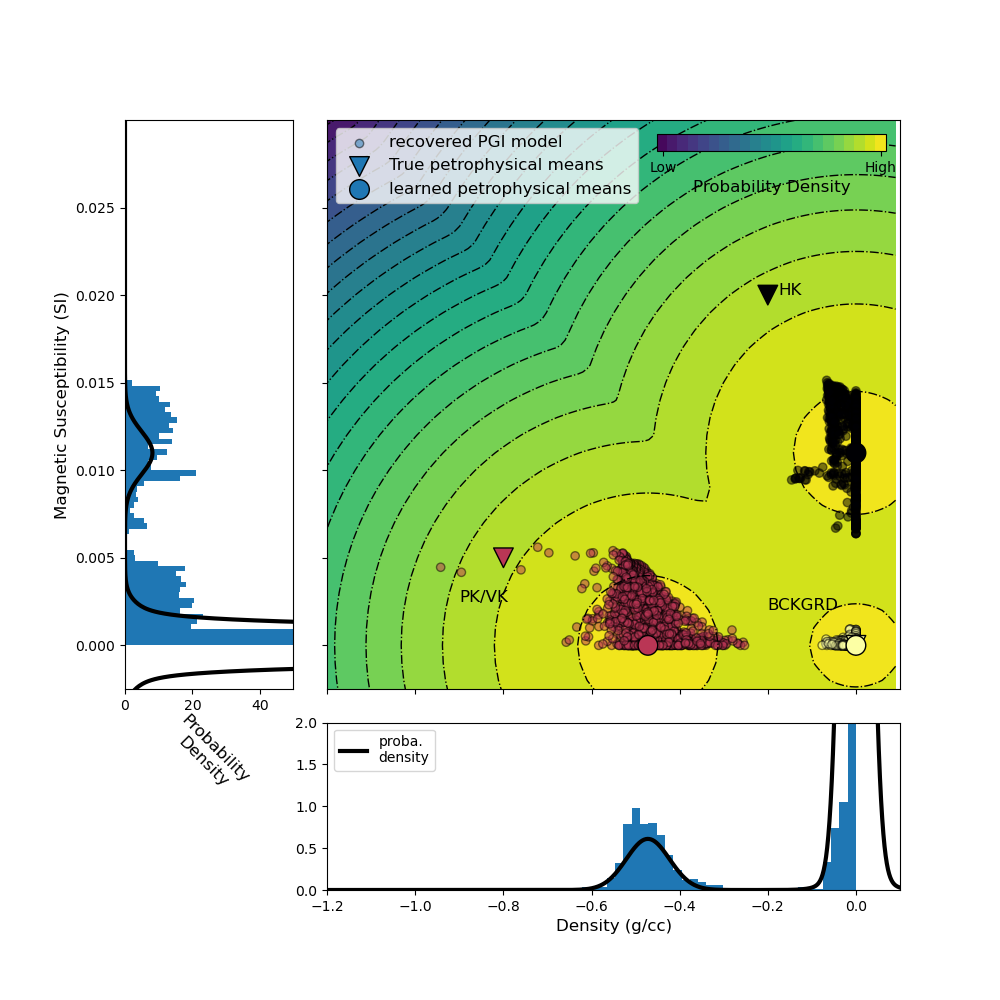 recovered PGI model
True petrophysical means
learned petrophysical means
Low
High
Probability Density
HK
PK/VK
BCKGRD
Magnetic Susceptibility (SI)
0.025
0.020
0.015
0.010
0.005
0.000
0
20
40
Probability
Density
proba.
density
2.0
1.5
1.0
0.5
0.0
−1.2
−1.0
−0.8
−0.6
−0.4
−0.2
0.0
Density (g/cc)